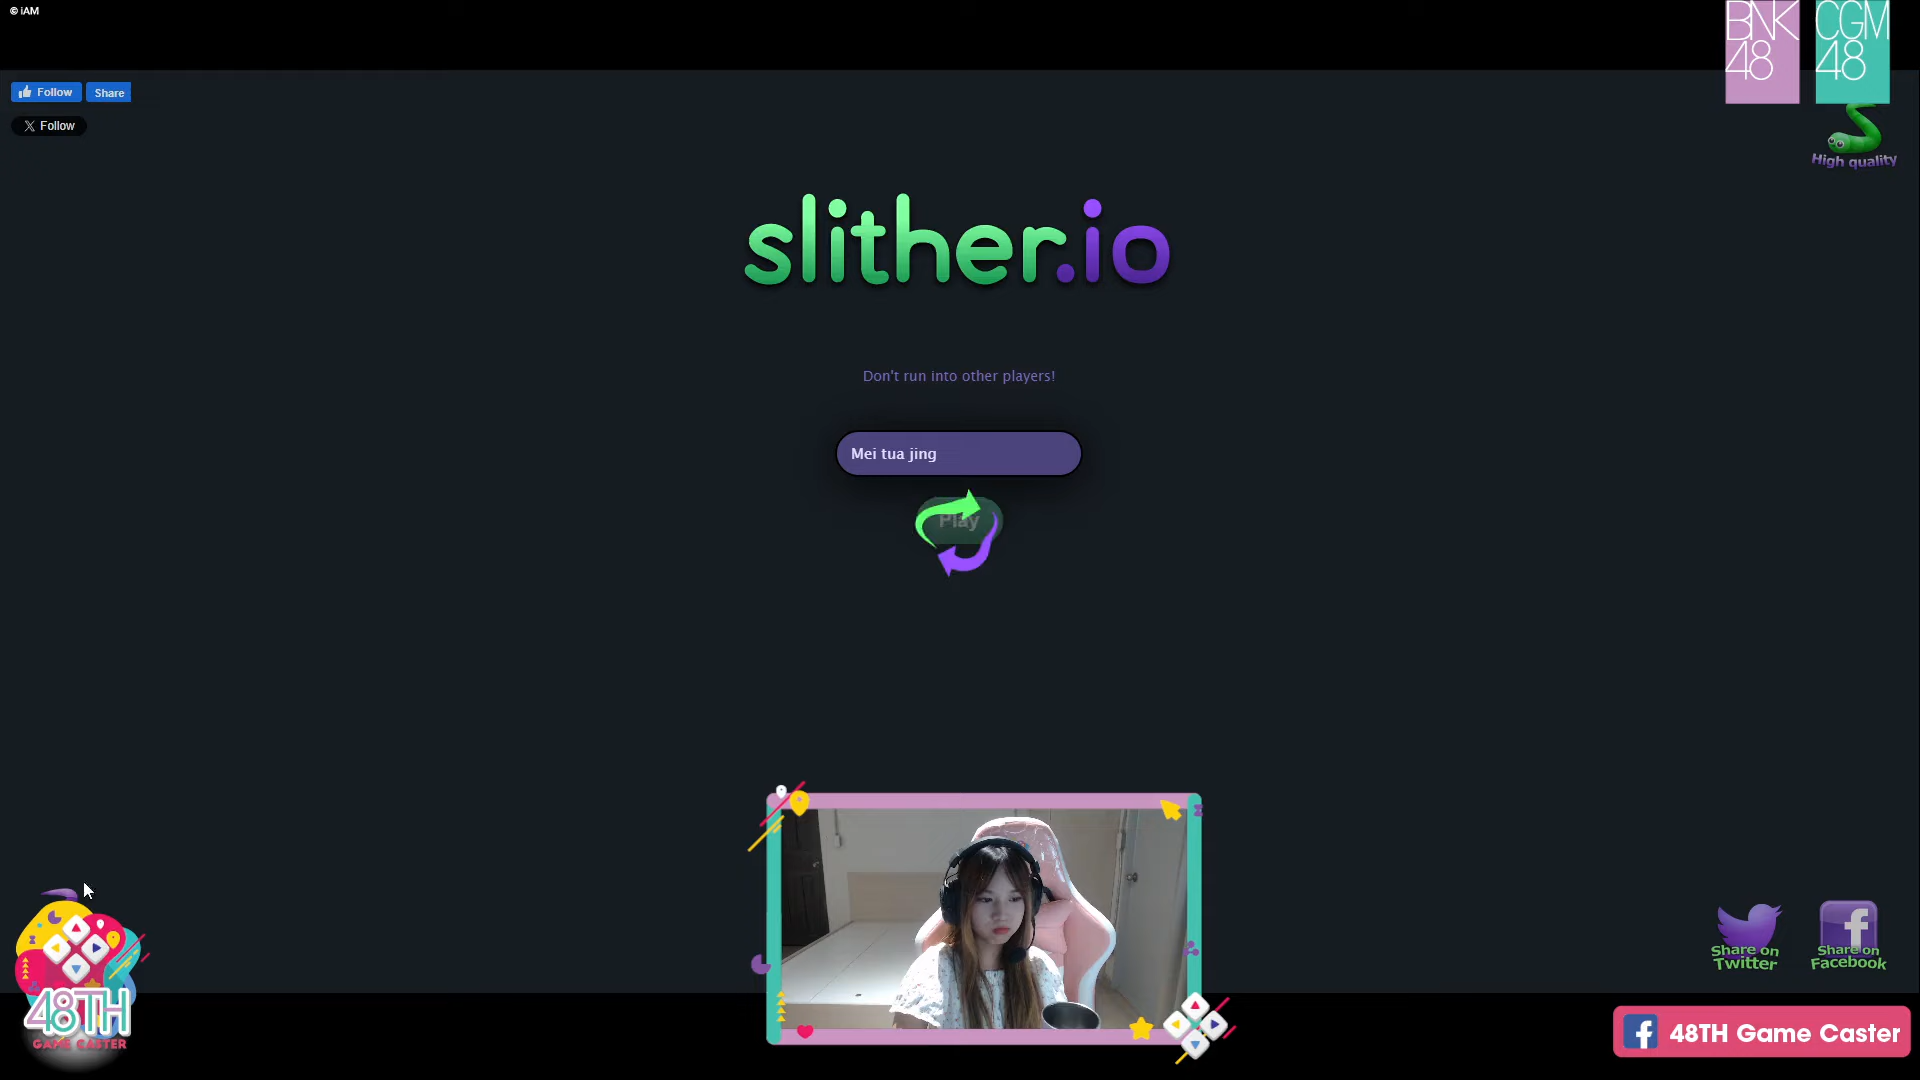 © iAM
BNK
48
CGM
48
Follow
Share
Follow
High quality
slither.io
Don't run into other players!
Mei tua jing
Play
Share on
Twitter
Share on
Facebook
48TH
GAME CASTER
48TH Game Caster